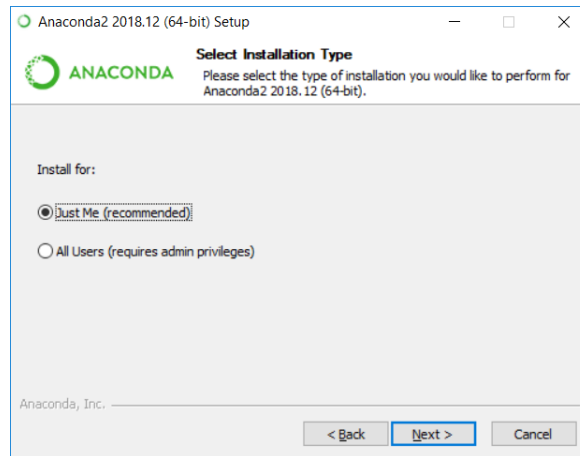 Anaconda2 2018.12 (64-bit) Setup
ANACONDA
Select Installation Type
Please select the type of installation you would like to perform for
Anaconda2 2018.12 (64-bit).
Install for:
Just Me (recommended)
All Users (requires admin privileges)
Anaconda, Inc.
< Back
Next >
Cancel